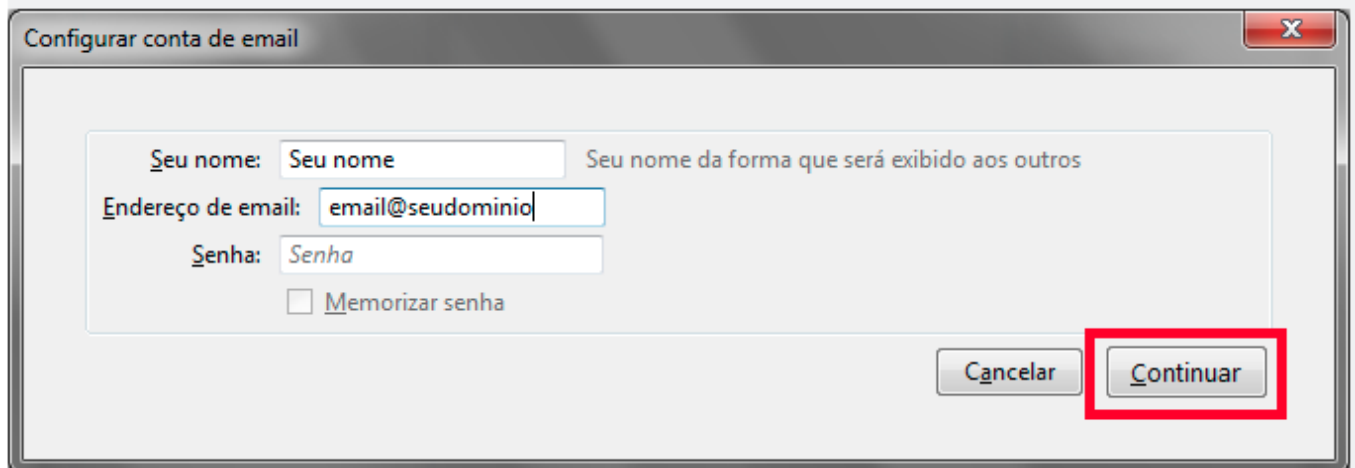 Configurar conta de email
Seu nome: Seu nome Seu nome da forma que será exibido aos outros
Endereço de email: email@seudominio
Senha: Senha
Memorizar senha
Cancelar Continuar